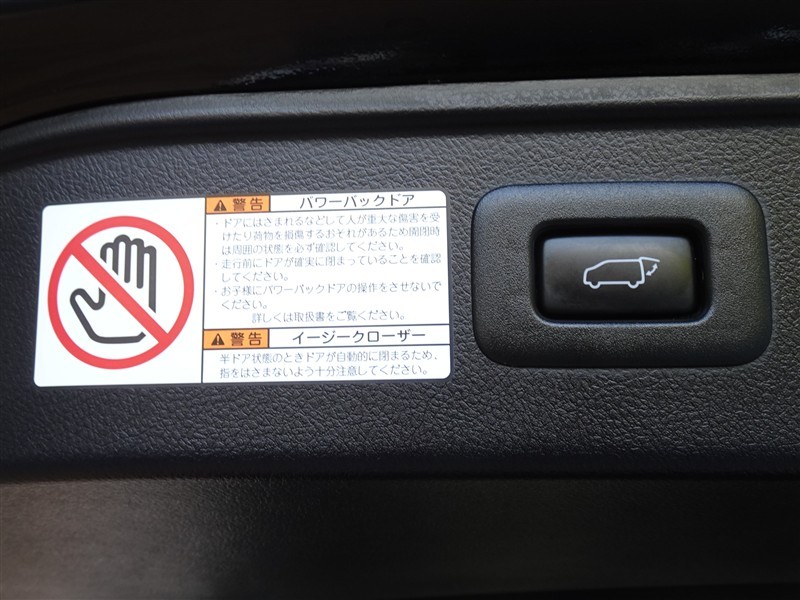 警告 パワーバックドア
・ドアにはさまれるなどして人が重大な傷害を受
けたり荷物を損傷するおそれがあるため開閉時
は周囲の状態を必ず確認してください。
・走行前にドアが確実に閉まっていることを確認
してください。
・お子様にパワーバックドアの操作をさせないで
ください。
詳しくは取扱書をご覧ください。
警告 イージークローザー
半ドア状態のときドアが自動的に閉まるため、
指をはさまないよう十分注意してください。